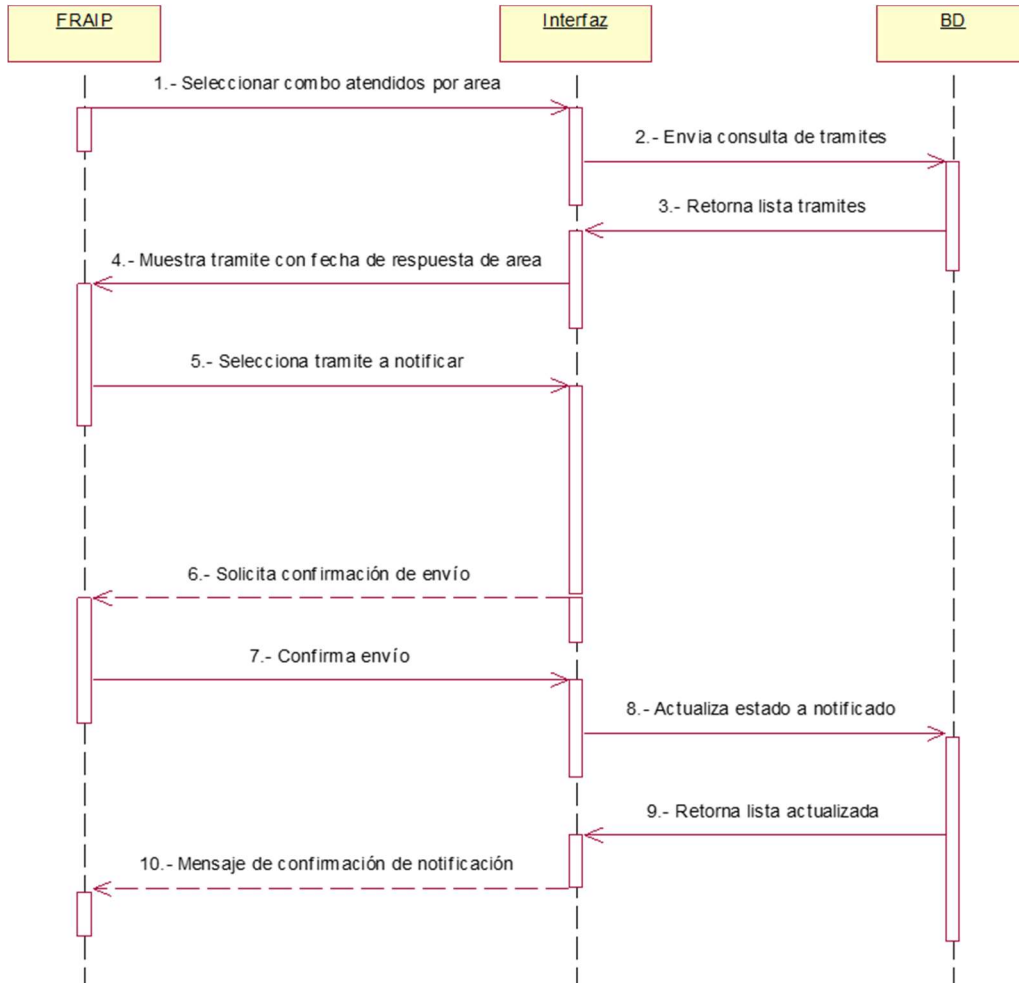 FRAIP
Interfaz
BD
1.- Seleccionar combo atendidos por area
2.- Envia consulta de tramites
3.- Retorna lista tramites
4.- Muestra tramite con fecha de respuesta de area
5.- Selecciona tramite a notificar
6.- Solicita confirmación de envío
7.- Confirma envío
8.- Actualiza estado a notificado
9.- Retorna lista actualizada
10.- Mensaje de confirmación de notificación